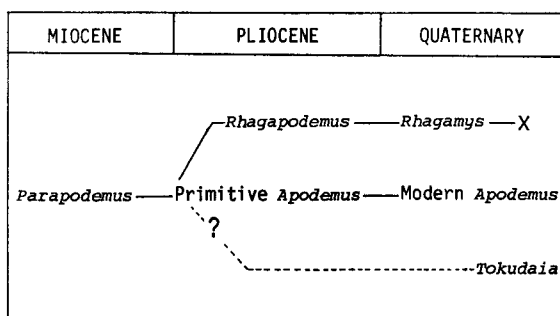 MIOCENE PLIOCENE QUATERNARY
Rhagapodemus Rhagamys X
Parapodemus Primitive Apodemus Modern Apodemus
?
Tokudaia